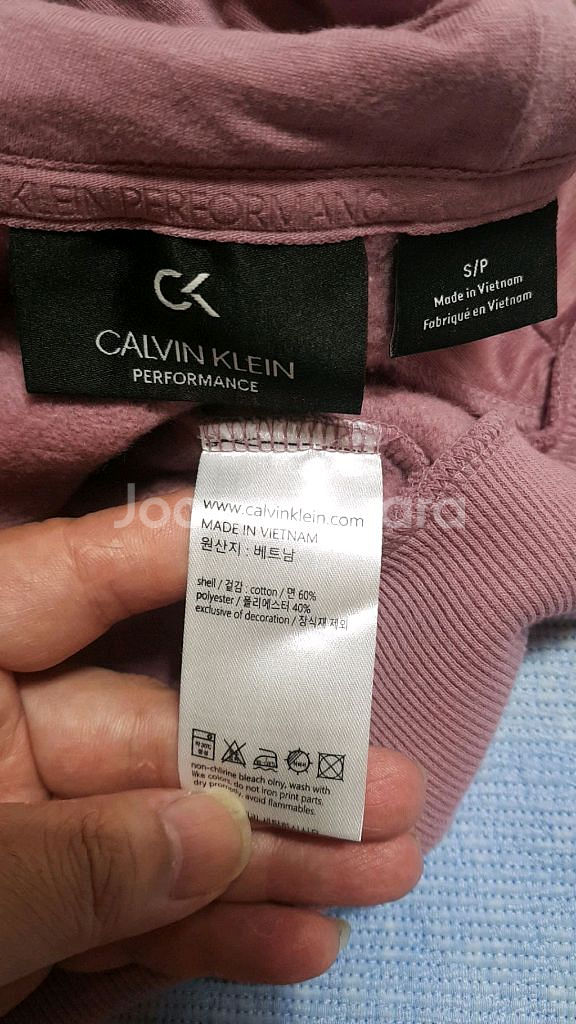 KLEIN PERFORMANC
CK
CALVIN KLEIN
PERFORMANCE
S/P
Made in Vietnam
Fabriqué en Vietnam
www.calvinklein.com
MADE IN VIETNAM
원산지 : 베트남
shell / 겉감 : cotton / 면 60%
polyester / 폴리에스터 40%
exclusive of decoration / 장식재 제외
non-chlirine bleach olny, wash with
like colors, do not iron print parts.
dry promptly, avoid flammables.